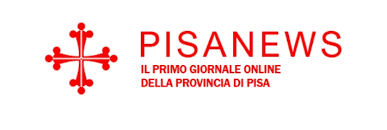 PISANEWS
IL PRIMO GIORNALE ONLINE
DELLA PROVINCIA DI PISA